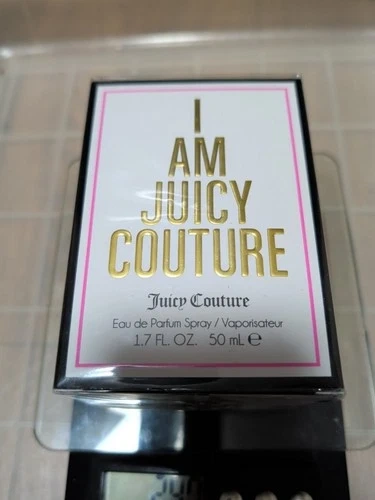 I
AM
JUICY
COUTURE
Juicy Couture
Eau de Parfum Spray / Vaporisateur
1.7 FL. OZ. 50 mL ℮